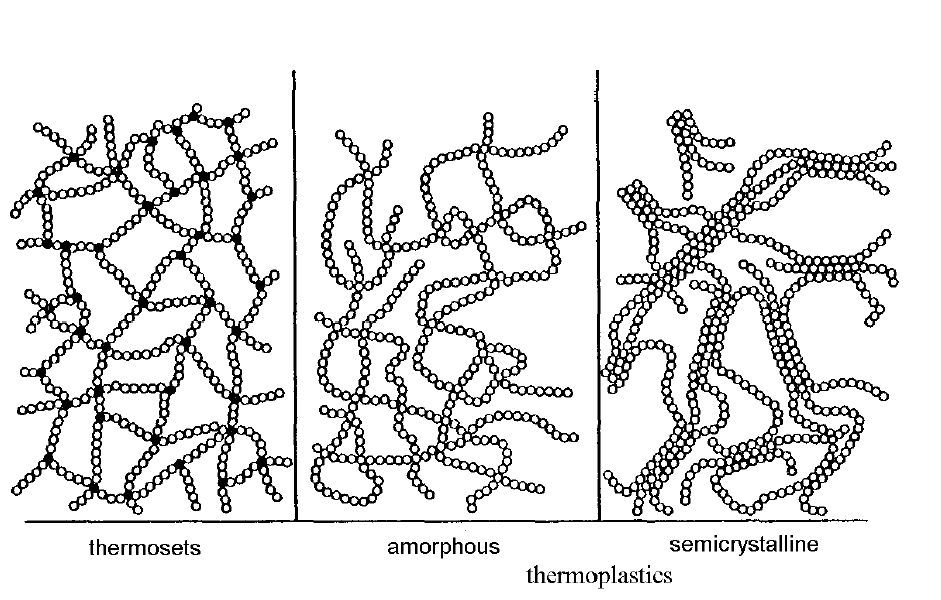 thermosets
amorphous
semicrystalline
thermoplastics